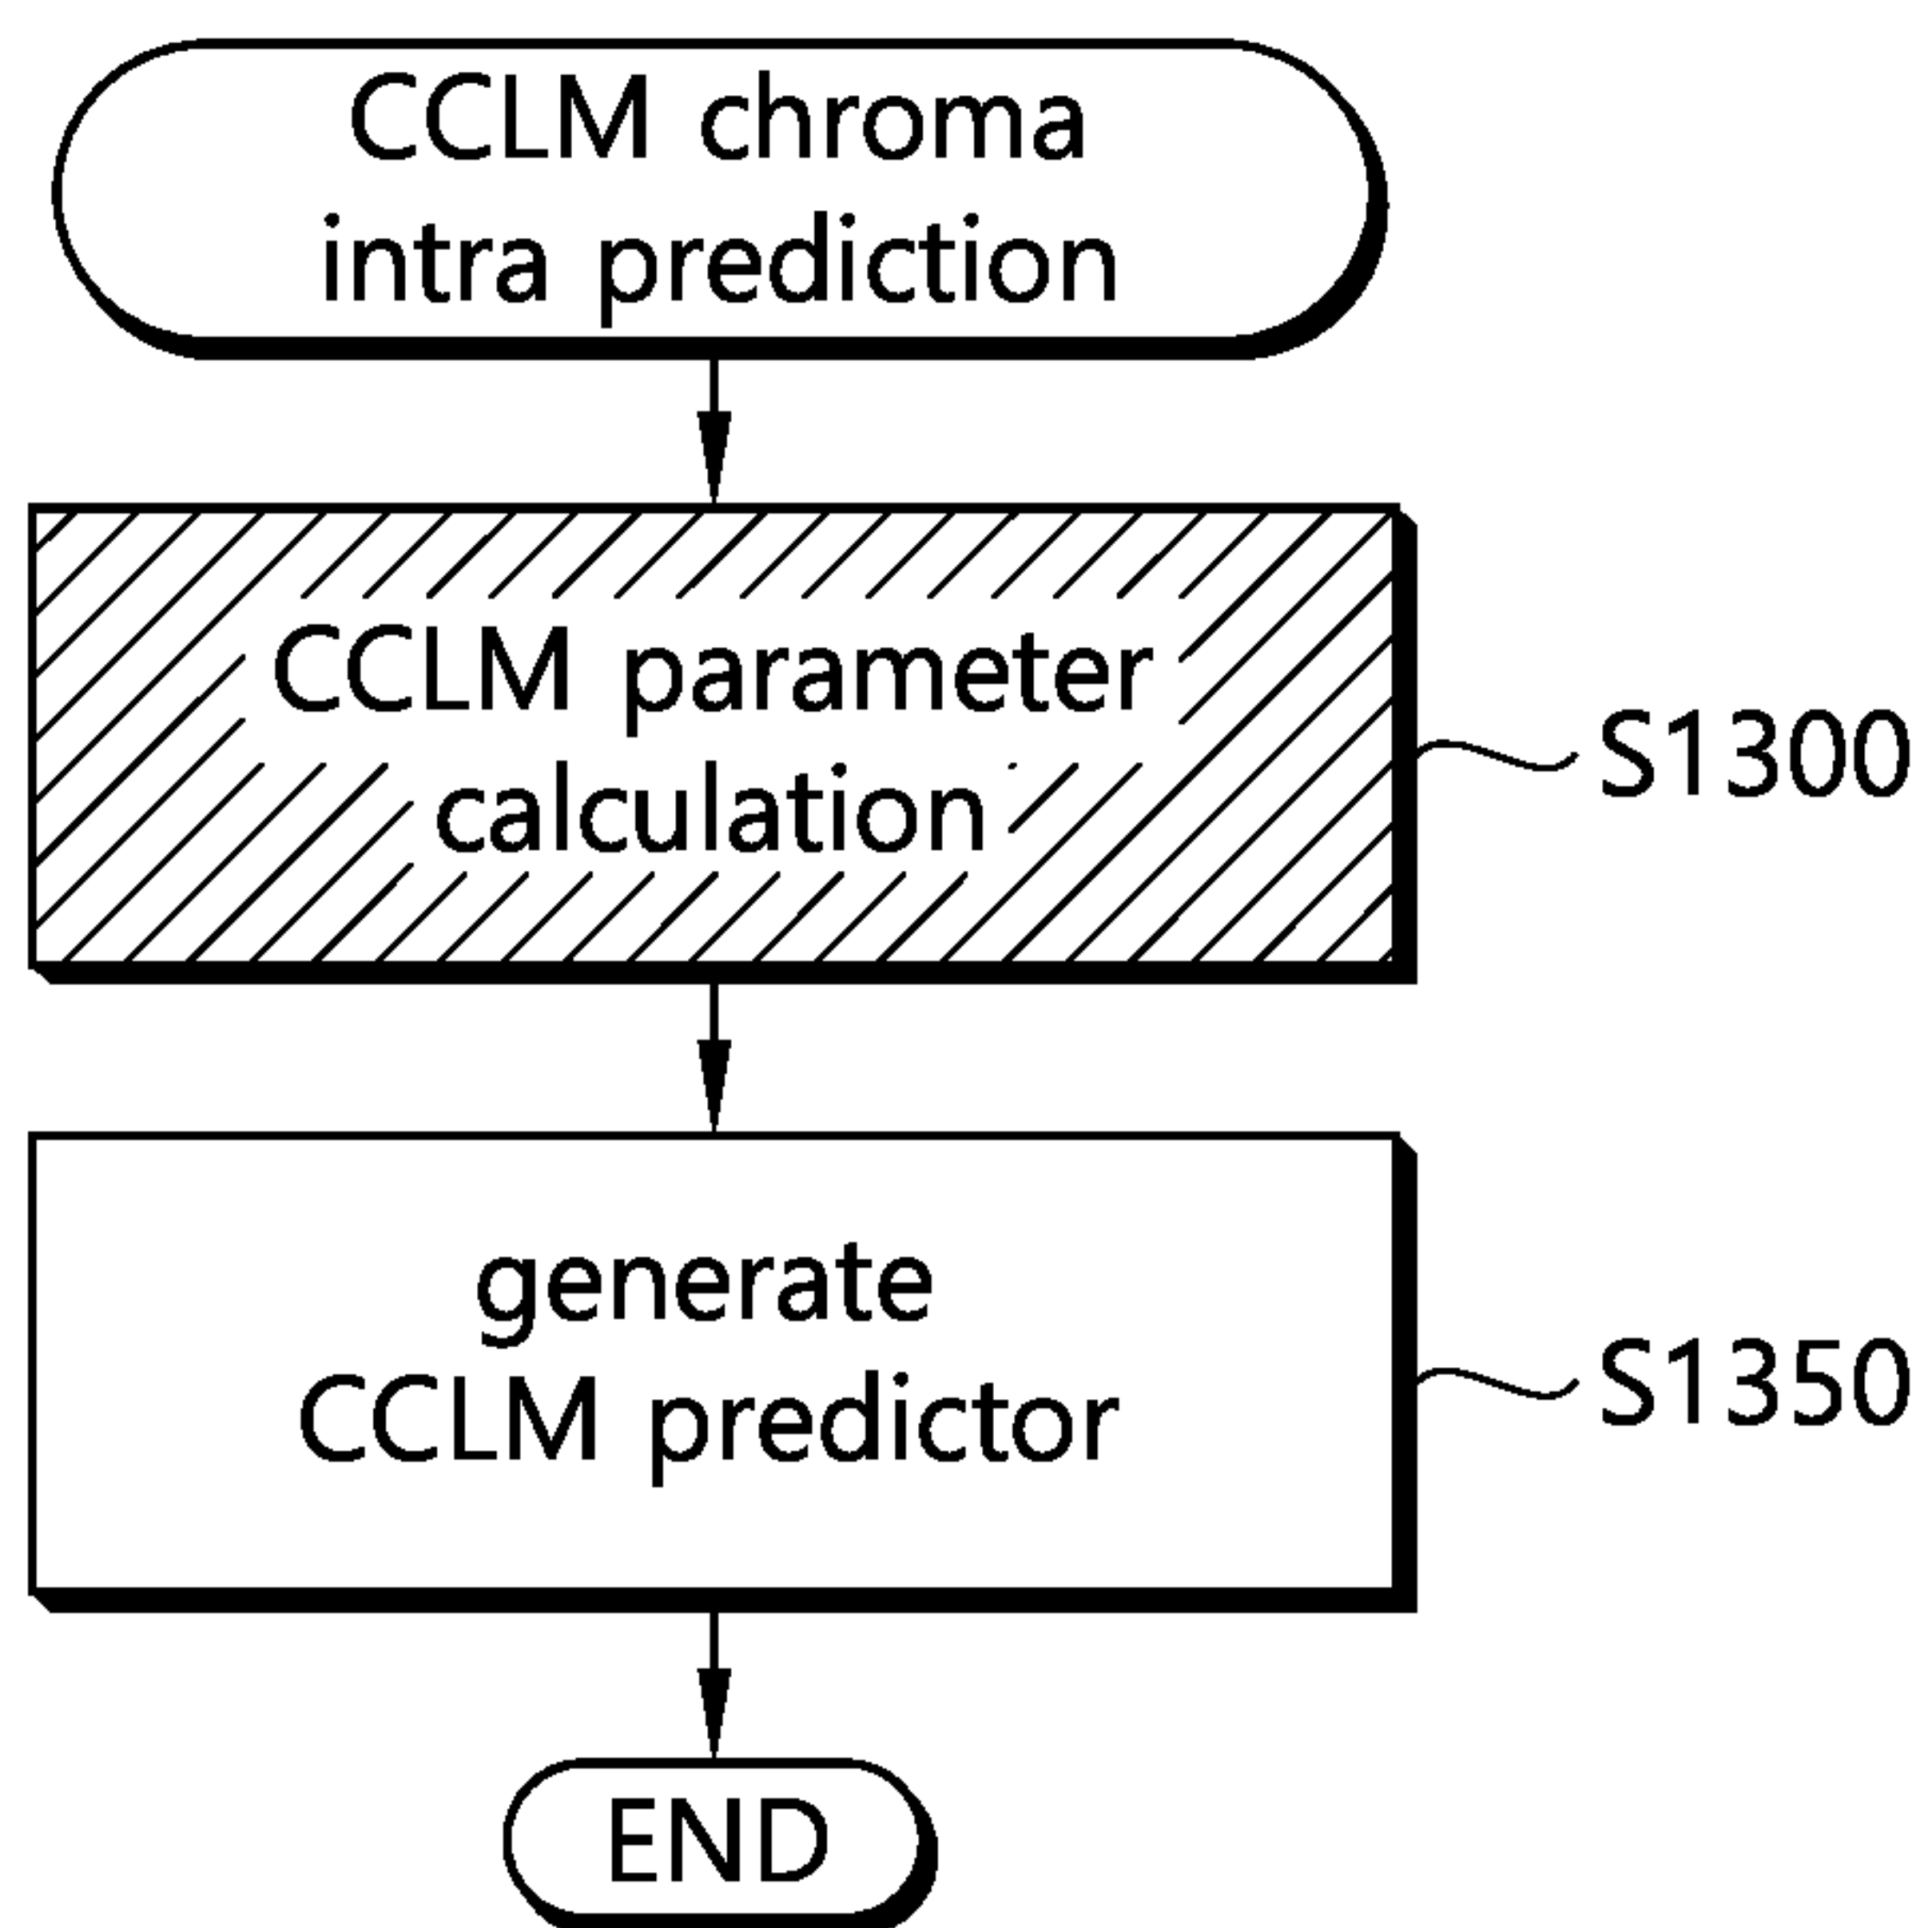 CCLM chroma
intra prediction
CCLM parameter
calculation
S1300
generate
CCLM predictor
S1350
END